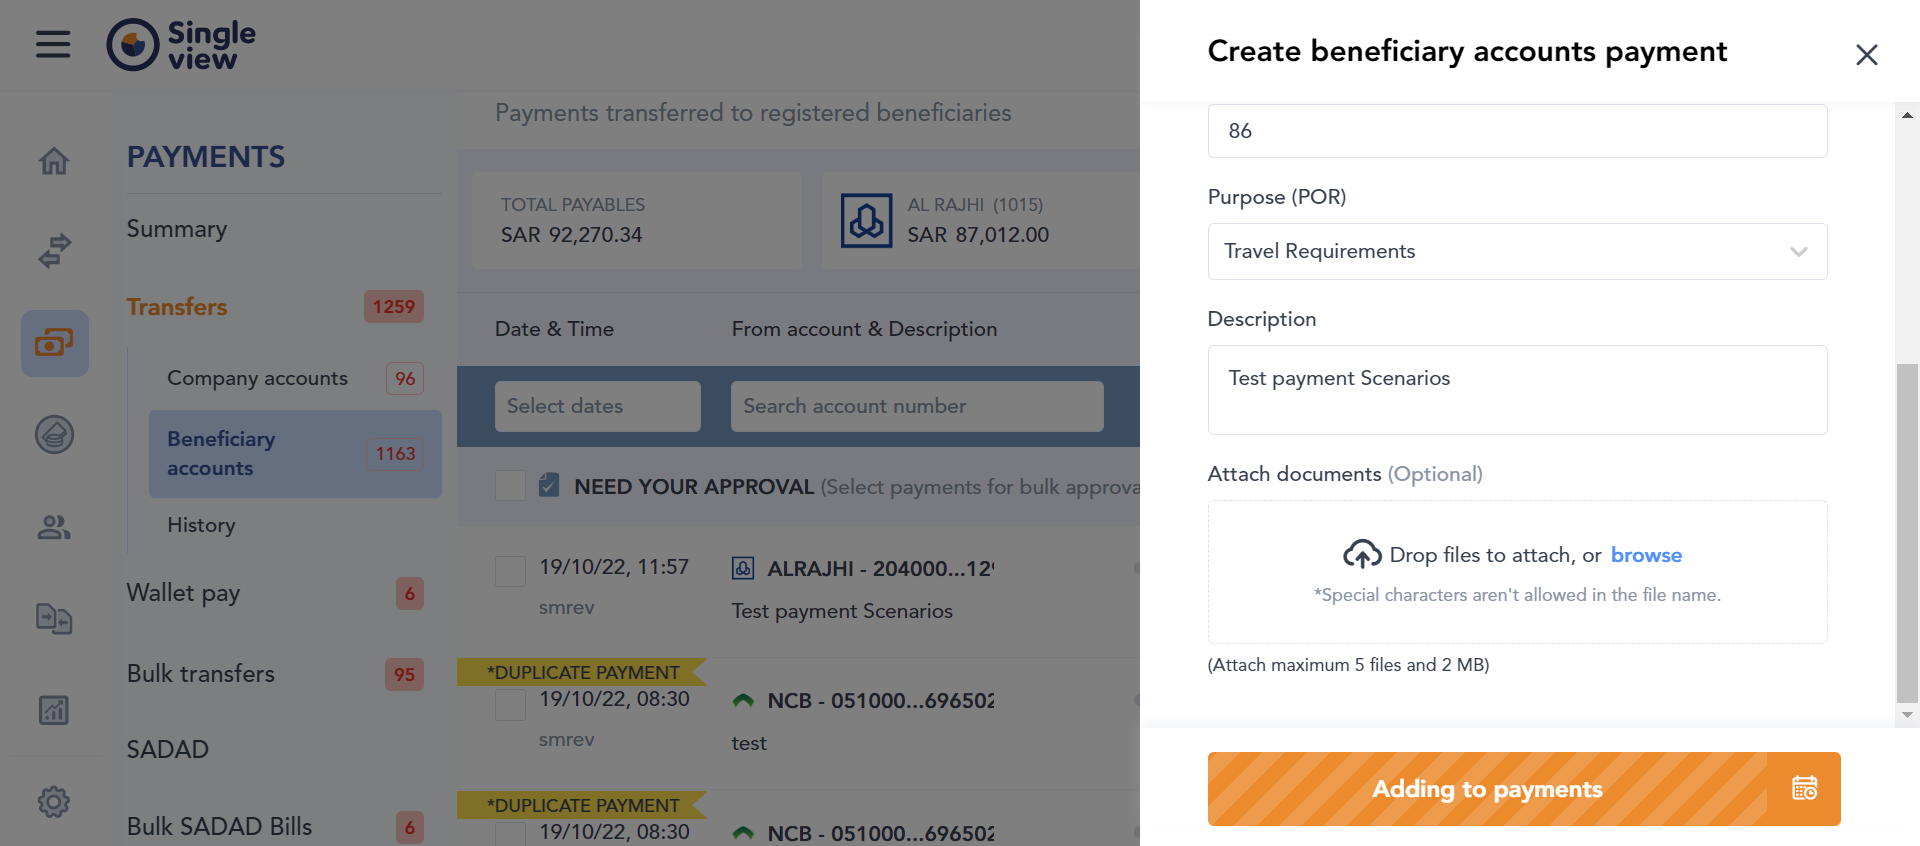 Single
view
PAYMENTS
Summary
Transfers 1259
Company accounts 96
Beneficiary
accounts 1163
History
Wallet pay 6
Bulk transfers 95
SADAD
Bulk SADAD Bills 6
Payments transferred to registered beneficiaries
TOTAL PAYABLES
SAR 92,270.34
AL RAJHI (1015)
SAR 87,012.00
Date & Time From account & Description
Select dates Search account number
NEED YOUR APPROVAL (Select payments for bulk approva
19/10/22, 11:57 ALRAJHI - 204000...129
smrev Test payment Scenarios
*DUPLICATE PAYMENT
19/10/22, 08:30 NCB - 051000...696502
smrev test
*DUPLICATE PAYMENT
19/10/22, 08:30 NCB - 051000...696502
Create beneficiary accounts payment
86
Purpose (POR)
Travel Requirements
Description
Test payment Scenarios
Attach documents (Optional)
Drop files to attach, or browse
*Special characters aren't allowed in the file name.
(Attach maximum 5 files and 2 MB)
Adding to payments